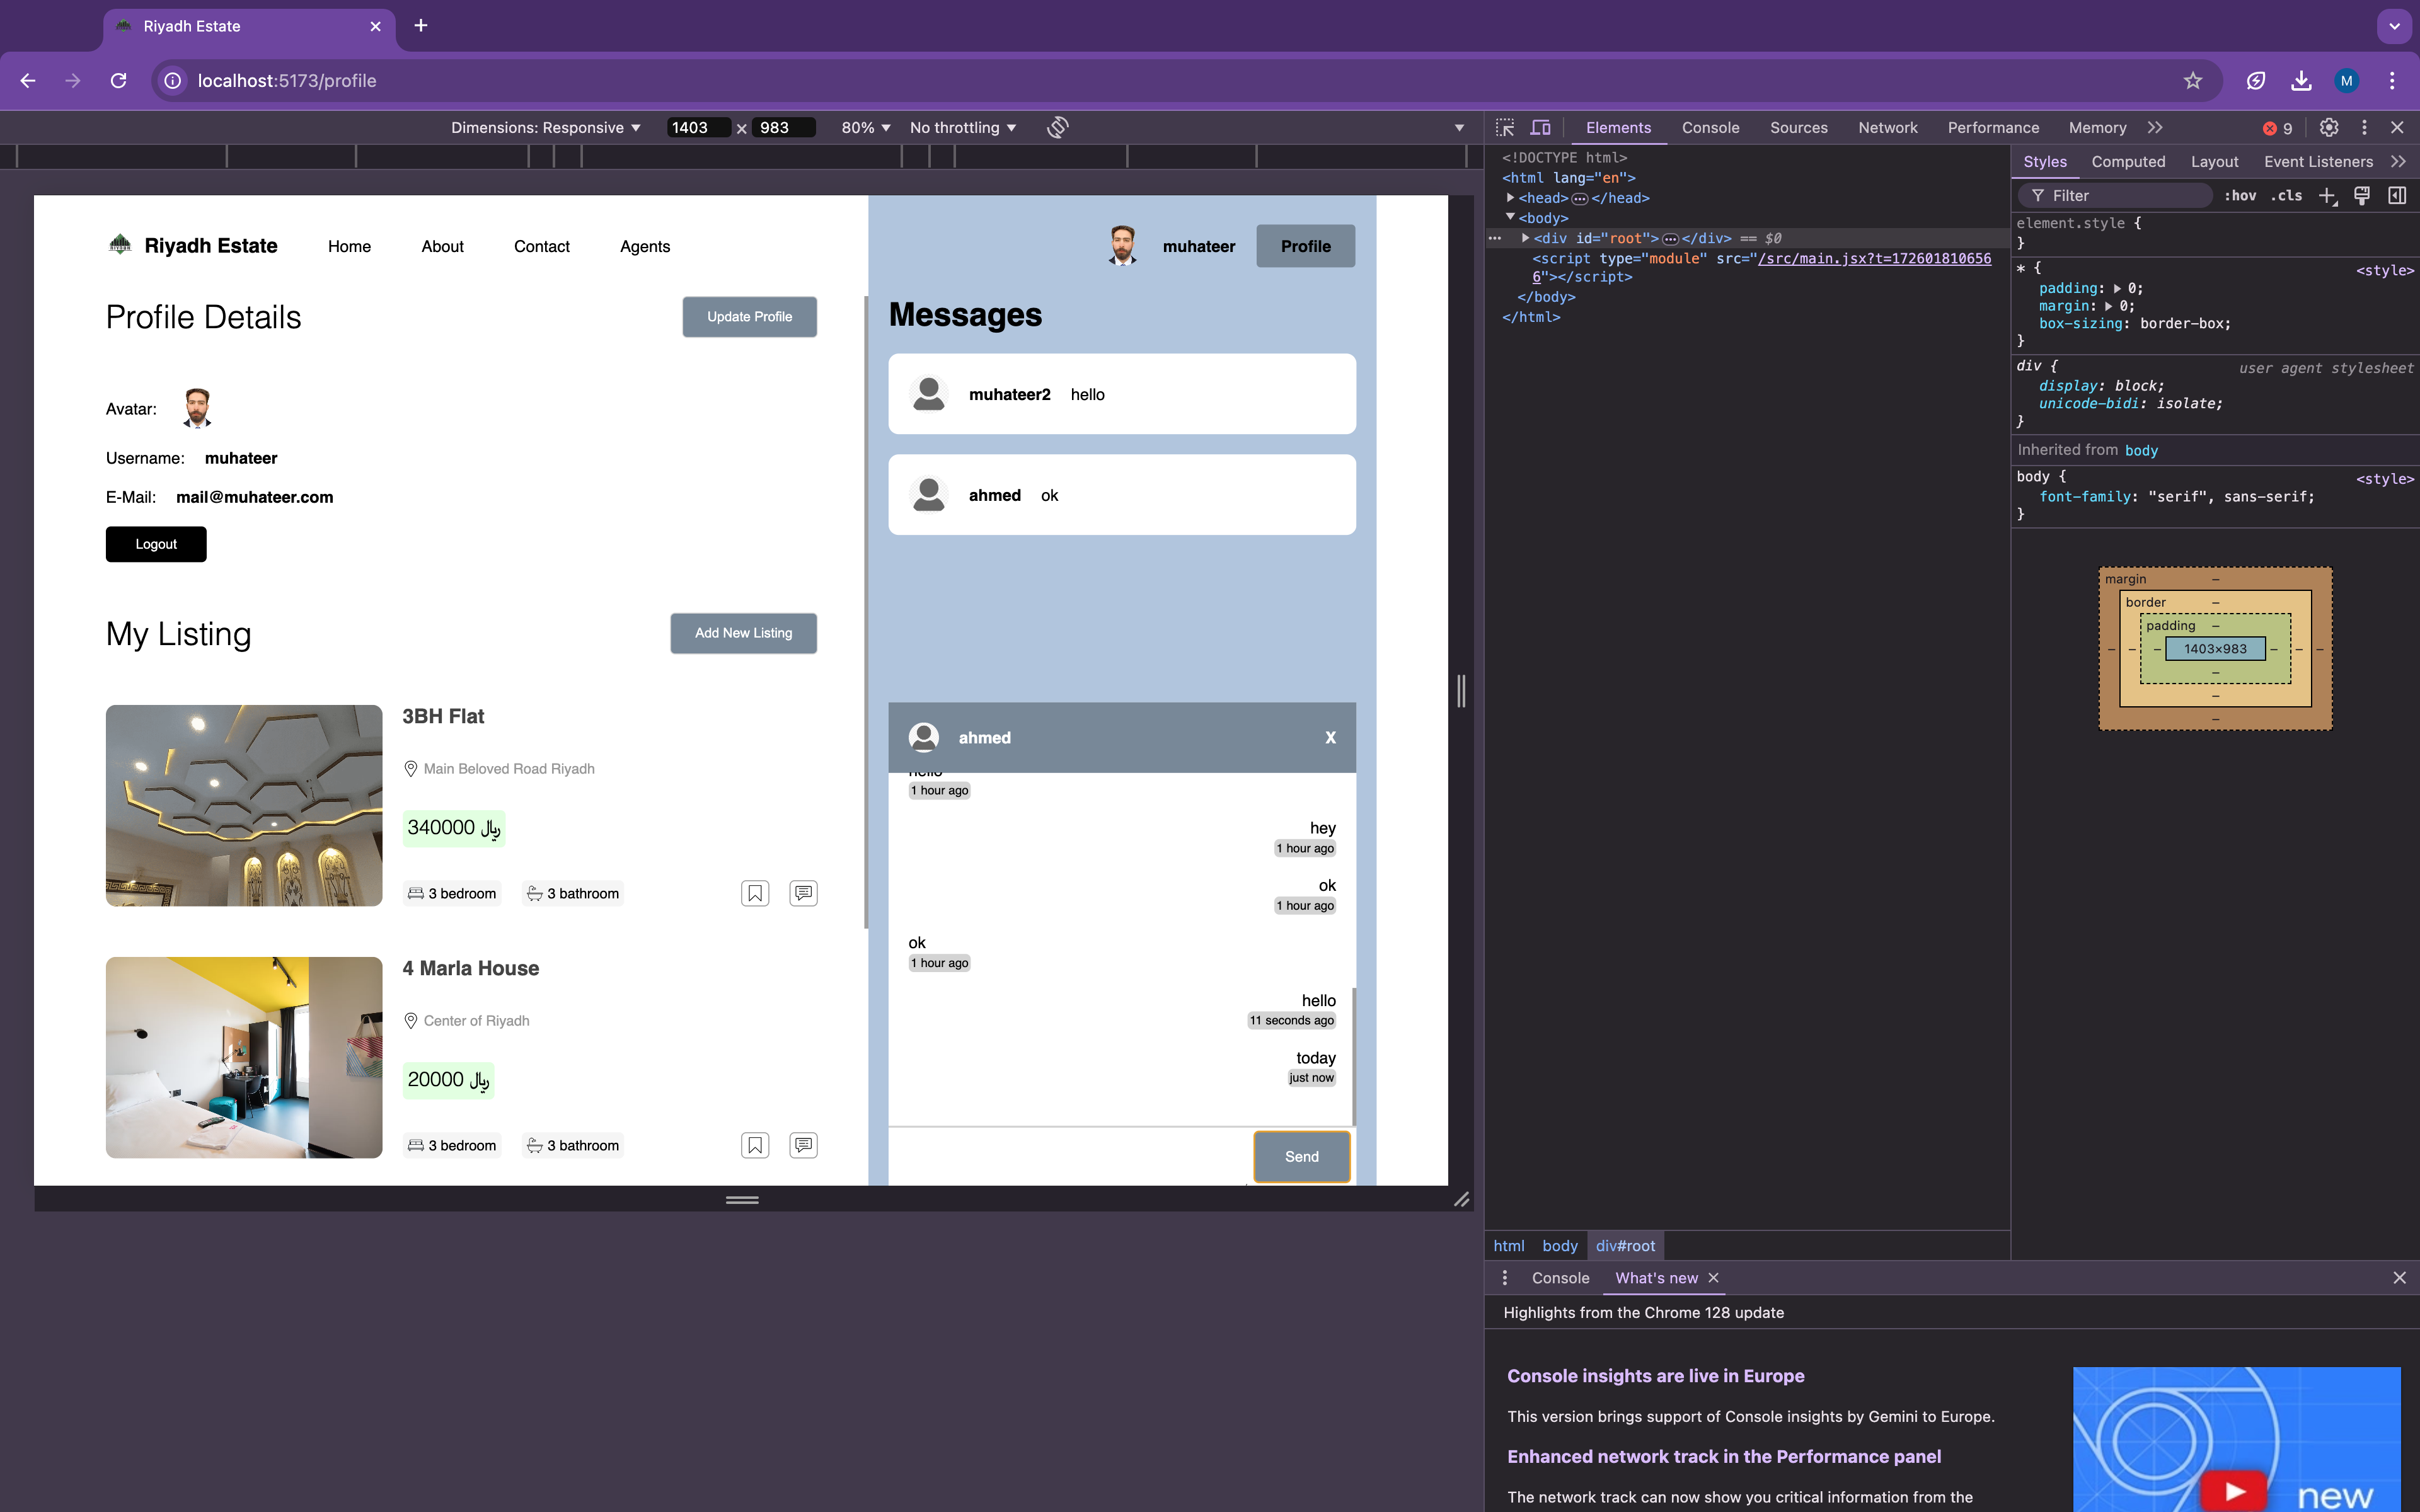 Riyadh Estate
localhost:5173/profile
M
Dimensions: Responsive 1403 x 983 80% No throttling
Riyadh Estate Home About Contact Agents muhateer Profile
Profile Details Update Profile
Avatar:
Username: muhateer
E-Mail: mail@muhateer.com
Logout
My Listing Add New Listing
3BH Flat
Main Beloved Road Riyadh
340000 ﷼
3 bedroom 3 bathroom
4 Marla House
Center of Riyadh
20000 ﷼
3 bedroom 3 bathroom
Messages
muhateer2 hello
ahmed ok
ahmed X
hello
1 hour ago
hey
1 hour ago
ok
1 hour ago
ok
1 hour ago
hello
11 seconds ago
today
just now
Send
Elements Console Sources Network Performance Memory 9
<!DOCTYPE html>
<html lang="en">
<head> </head>
<body>
<div id="root"> </div> == $0
<script type="module" src="/src/main.jsx?t=172601810656
6"></script>
</body>
</html>
html body div#root
Styles Computed Layout Event Listeners
Filter :hov .cls
element.style {
}
* { <style>
padding: 0;
margin: 0;
box-sizing: border-box;
}
div { user agent stylesheet
display: block;
unicode-bidi: isolate;
}
Inherited from body
body { <style>
font-family: "serif", sans-serif;
}
margin –
border –
padding –
– – – 1403×983 – – –
–
–
–
Console What's new
Highlights from the Chrome 128 update
Console insights are live in Europe
This version brings support of Console insights by Gemini to Europe.
Enhanced network track in the Performance panel
The network track can now show you critical information from the
new